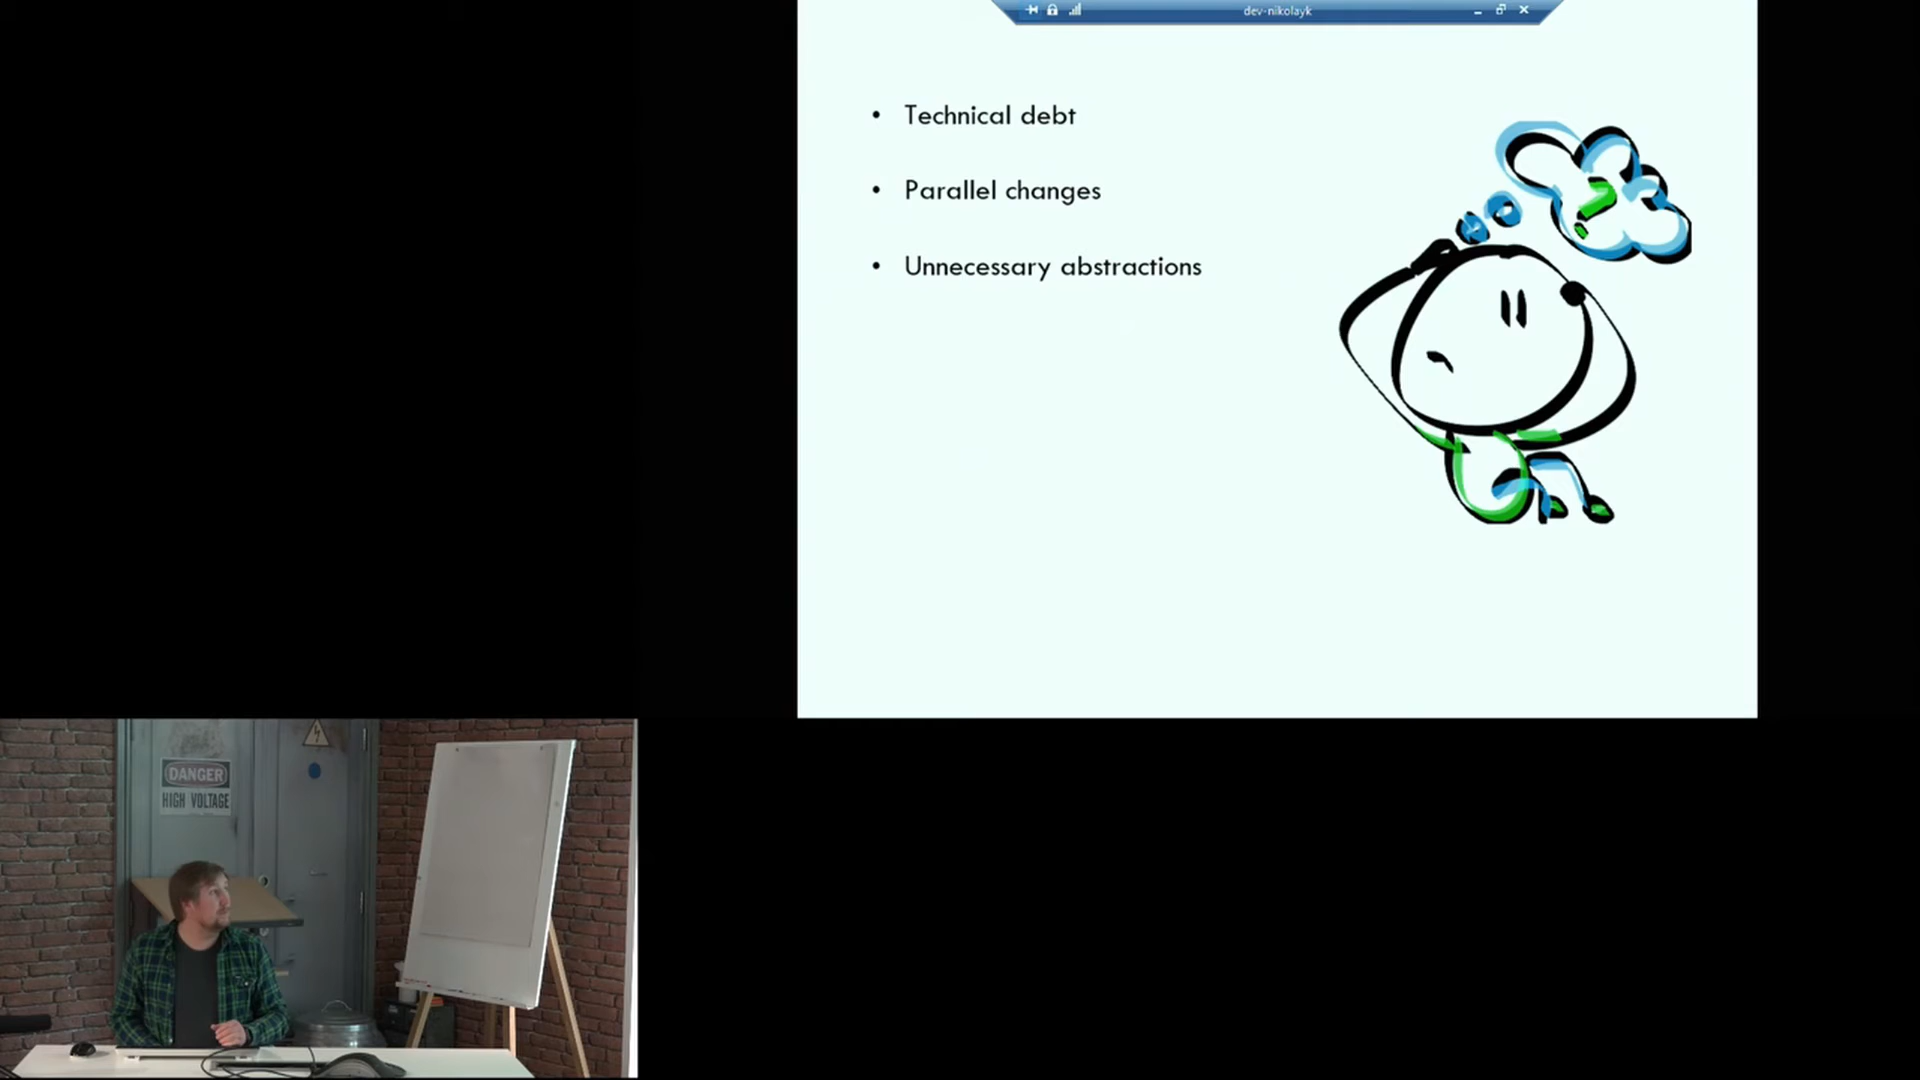 dev-nikolayk
• Technical debt
• Parallel changes
• Unnecessary abstractions
?
DANGER
HIGH VOLTAGE